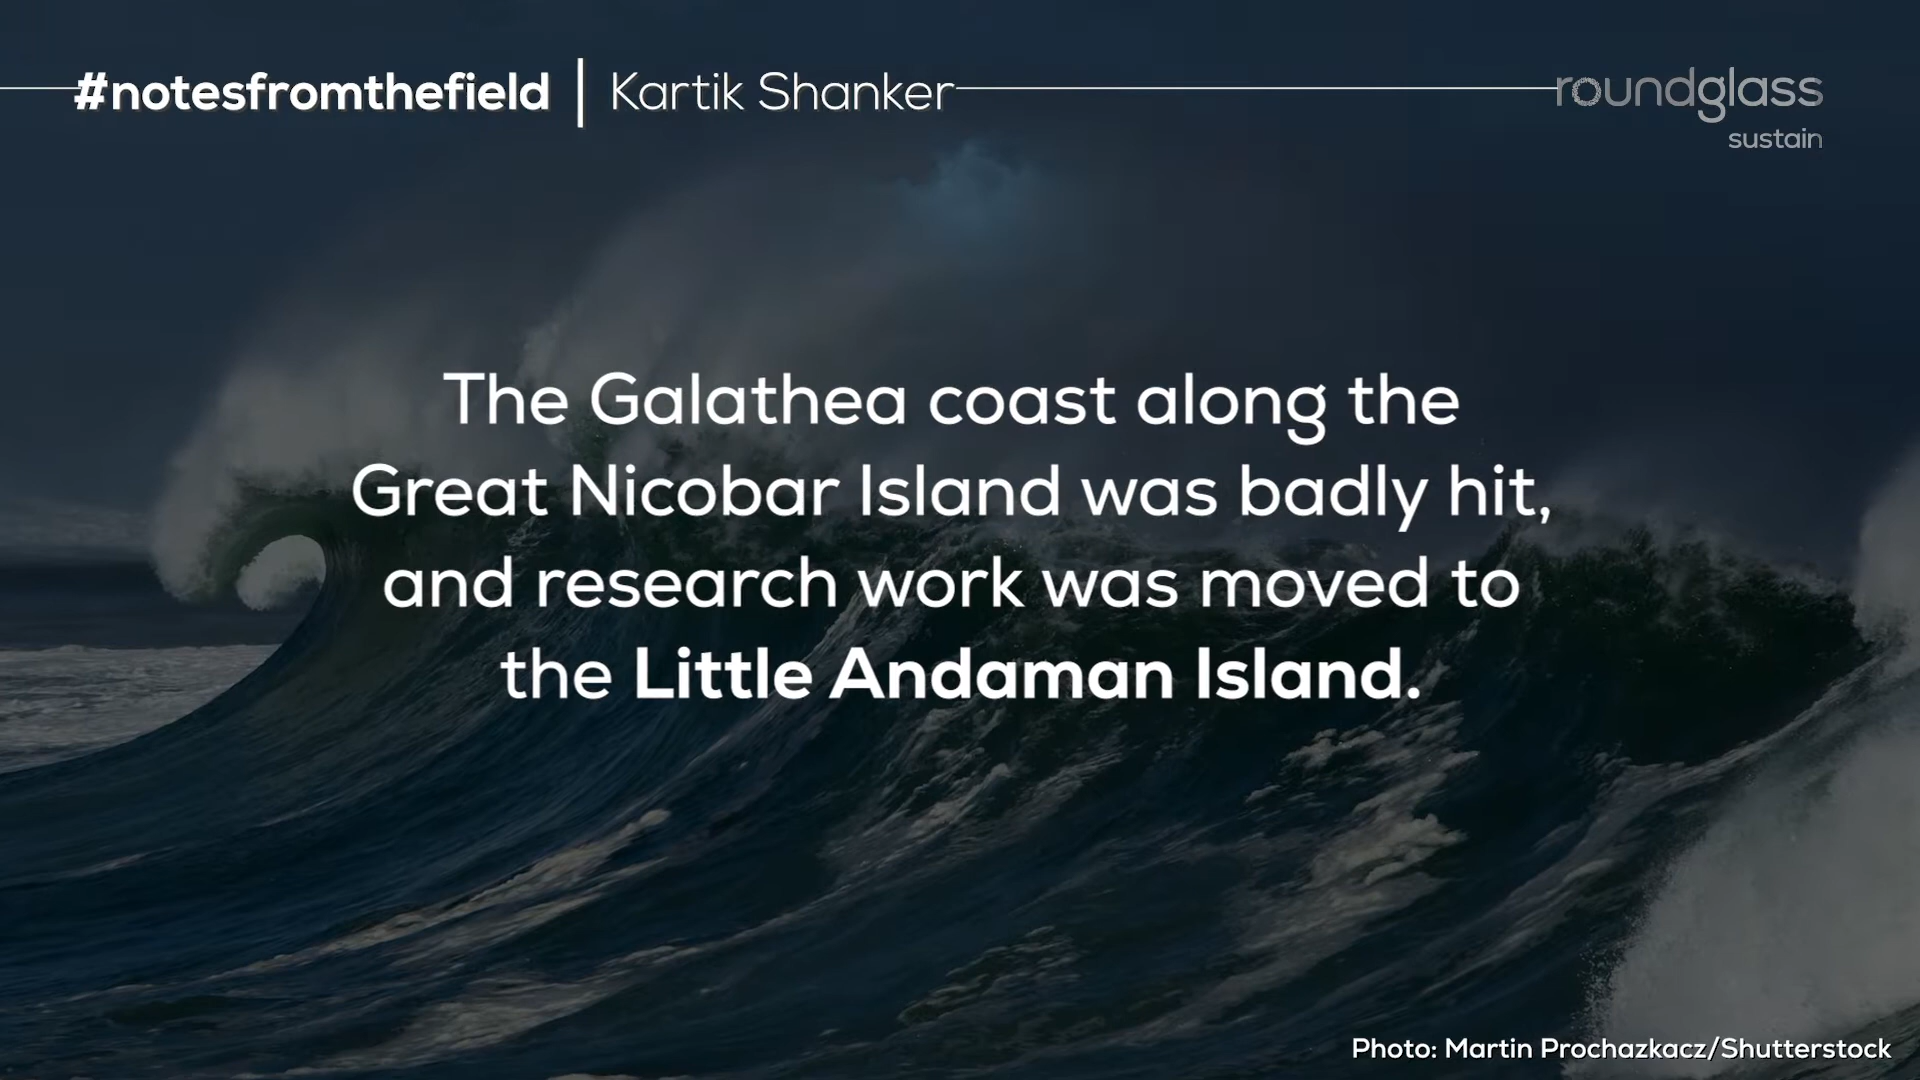 #notesfromthefield | Kartik Shanker
roundglass
sustain
The Galathea coast along the
Great Nicobar Island was badly hit,
and research work was moved to
the Little Andaman Island.
Photo: Martin Prochazkacz/Shutterstock